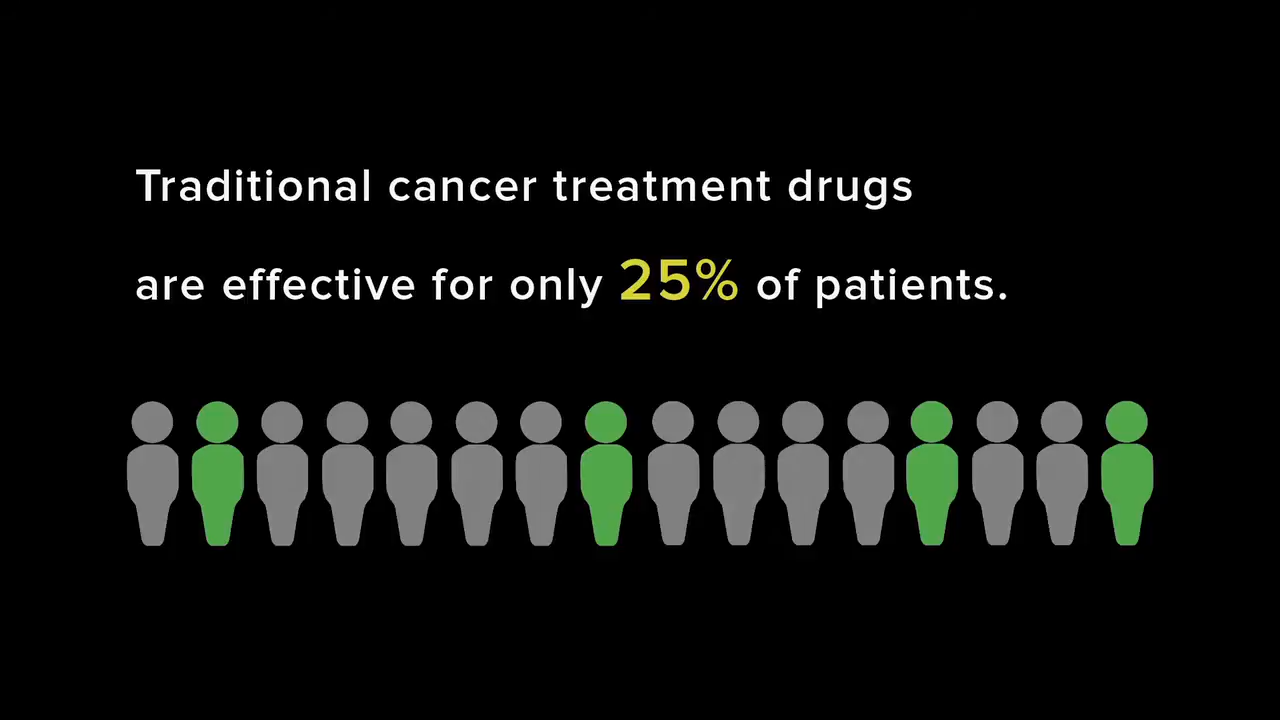 Traditional cancer treatment drugs
are effective for only 25% of patients.